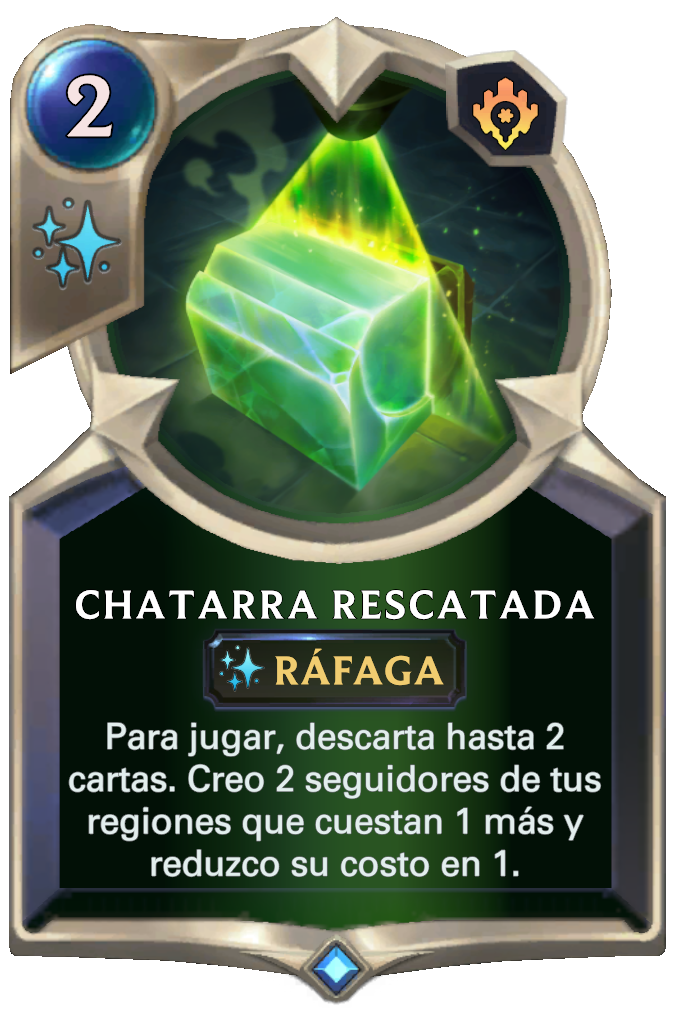 2
CHATARRA RESCATADA
RÁFAGA
Para jugar, descarta hasta 2
cartas. Creo 2 seguidores de tus
regiones que cuestan 1 más y
reduzco su costo en 1.